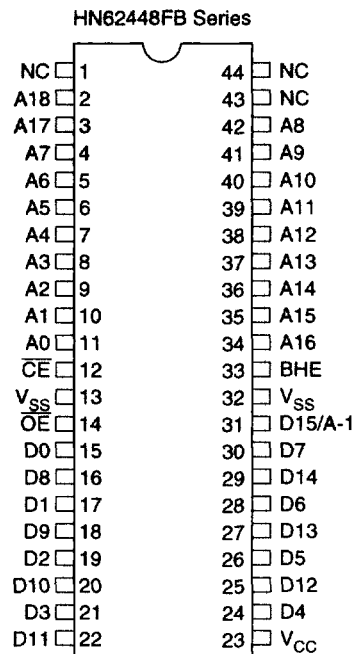 HN62448FB Series
NC 1 44 NC
A18 2 43 NC
A17 3 42 A8
A7 4 41 A9
A6 5 40 A10
A5 6 39 A11
A4 7 38 A12
A3 8 37 A13
A2 9 36 A14
A1 10 35 A15
A0 11 34 A16
CE 12 33 BHE
VSS 13 32 VSS
OE 14 31 D15/A-1
D0 15 30 D7
D8 16 29 D14
D1 17 28 D6
D9 18 27 D13
D2 19 26 D5
D10 20 25 D12
D3 21 24 D4
D11 22 23 VCC